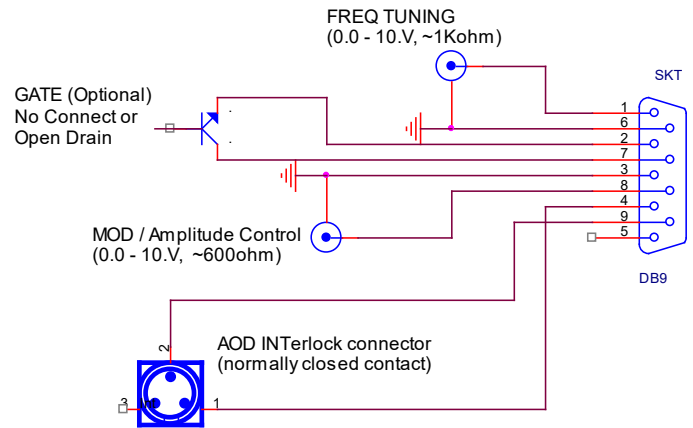 FREQ TUNING
(0.0 - 10.V, ~1Kohm)
SKT
GATE (Optional)
No Connect or
Open Drain
1
6
2
7
3
8
4
9
5
MOD / Amplitude Control
(0.0 - 10.V, ~600ohm)
DB9
AOD INTerlock connector
(normally closed contact)
2
3
1